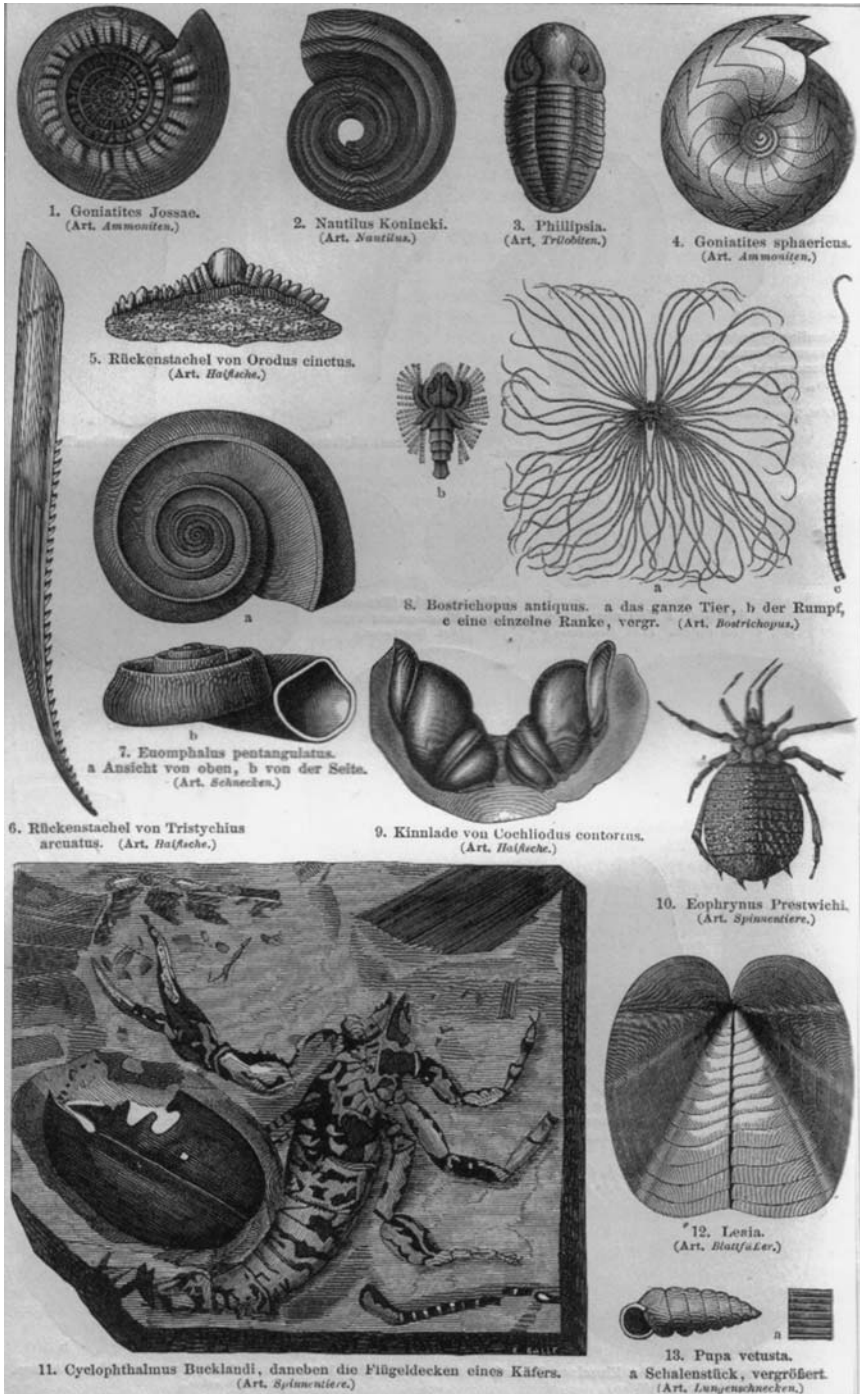 1. Goniatites Jossae.
(Art. Ammoniten.)
2. Nautilus Konincki.
(Art. Nautilus.)
3. Phillipsia.
(Art. Trilobiten.)
4. Goniatites sphaericus.
(Art. Ammoniten.)
5. Rückenstachel von Orodus cinctus.
(Art. Haifische.)
b
a
c
8. Bostrichopus antiquus. a das ganze Tier, b der Rumpf,
c eine einzelne Ranke, vergr. (Art. Bostrichopus.)
a
b
7. Euomphalus pentangulatus.
a Ansicht von oben, b von der Seite.
(Art. Schnecken.)
6. Rückenstachel von Tristychius
arcuatus. (Art. Haifische.)
9. Kinnlade von Cochliodus contortus.
(Art. Haifische.)
10. Eophrynus Prestwichi.
(Art. Spinnentiere.)
11. Cyclophthalmus Bucklandi, daneben die Flügeldecken eines Käfers.
(Art. Spinnentiere.)
12. Leaia.
(Art. Blattfüßer.)
a
13. Pupa vetusta.
a Schalenstück, vergrößert.
(Art. Lungenschnecken.)